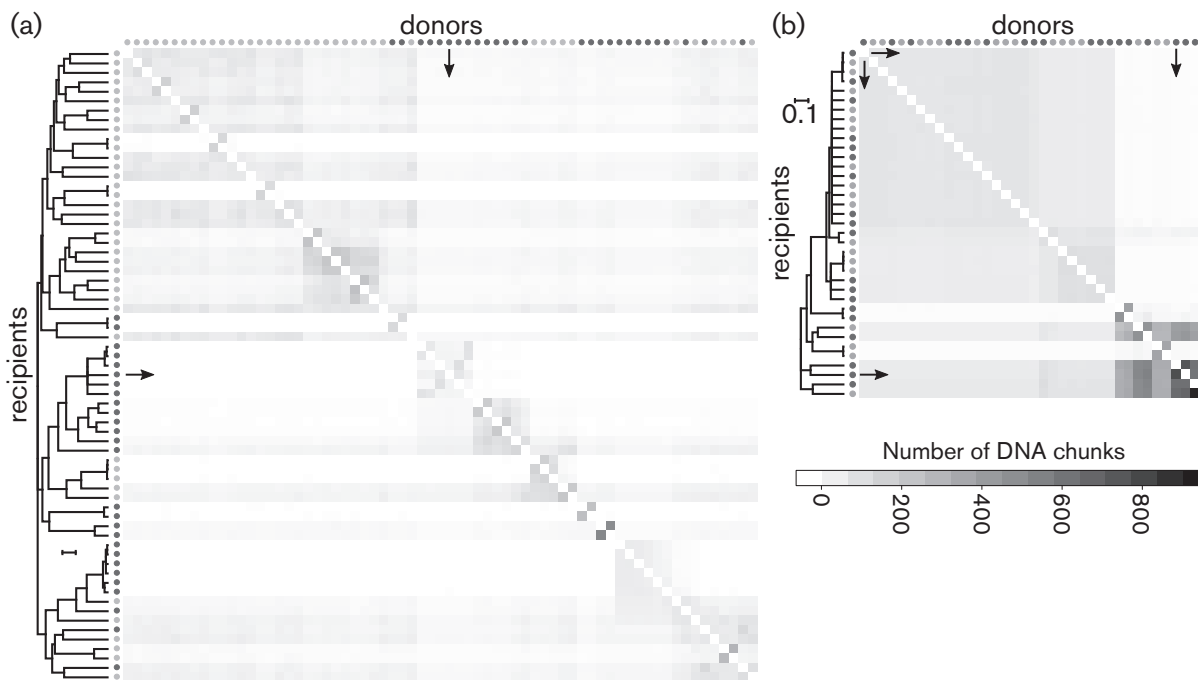 (a)
donors
recipients
(b)
donors
0.1
recipients
Number of DNA chunks
0
200
400
600
800